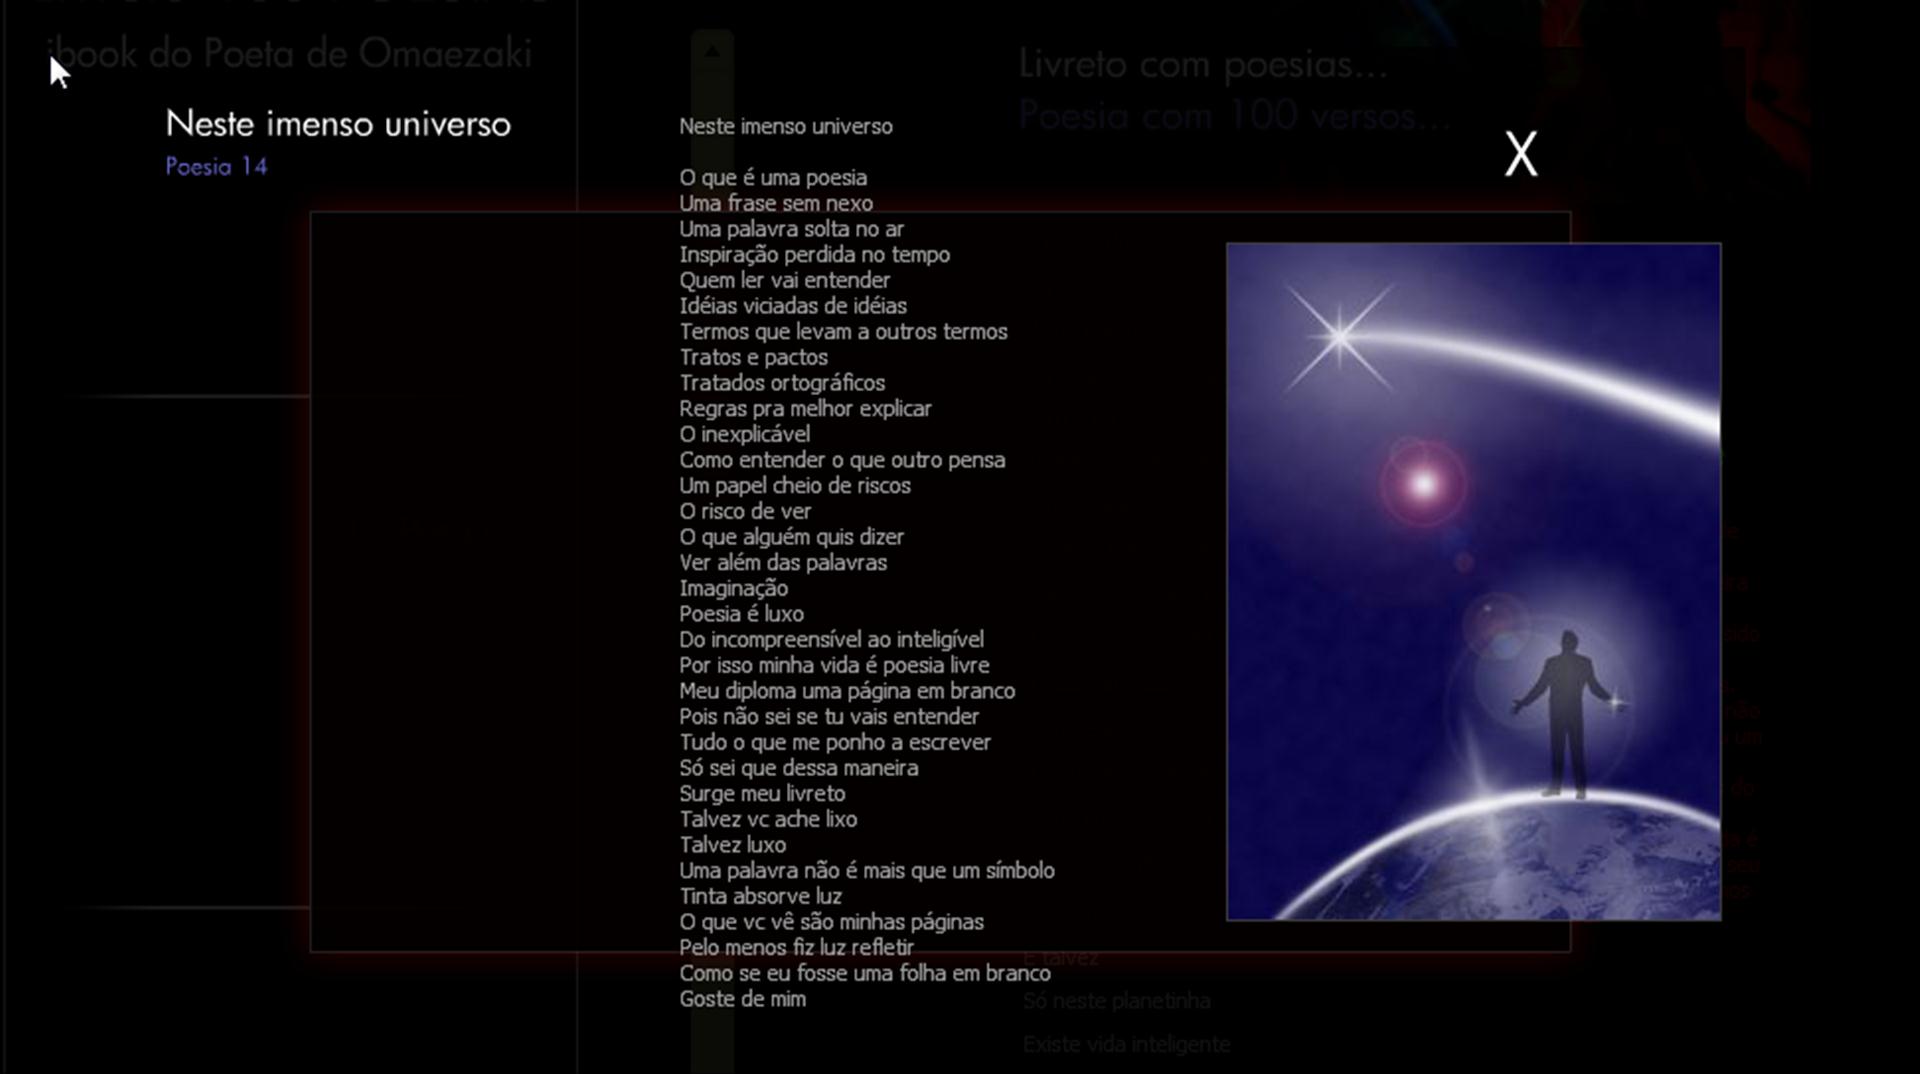 ibook do Poeta de Omaezaki
Livreto com poesias...
Poesia com 100 versos...
Neste imenso universo
Poesia 14
X
Neste imenso universo
O que é uma poesia
Uma frase sem nexo
Uma palavra solta no ar
Inspiração perdida no tempo
Quem ler vai entender
Idéias viciadas de idéias
Termos que levam a outros termos
Tratos e pactos
Tratados ortográficos
Regras pra melhor explicar
O inexplicável
Como entender o que outro pensa
Um papel cheio de riscos
O risco de ver
O que alguém quis dizer
Ver além das palavras
Imaginação
Poesia é luxo
Do incompreensível ao inteligível
Por isso minha vida é poesia livre
Meu diploma uma página em branco
Pois não sei se tu vais entender
Tudo o que me ponho a escrever
Só sei que dessa maneira
Surge meu livreto
Talvez vc ache lixo
Talvez luxo
Uma palavra não é mais que um símbolo
Tinta absorve luz
O que vc vê são minhas páginas
Pelo menos fiz luz refletir
Como se eu fosse uma folha em branco
Goste de mim
E talvez
Só neste planetinha
Existe vida inteligente